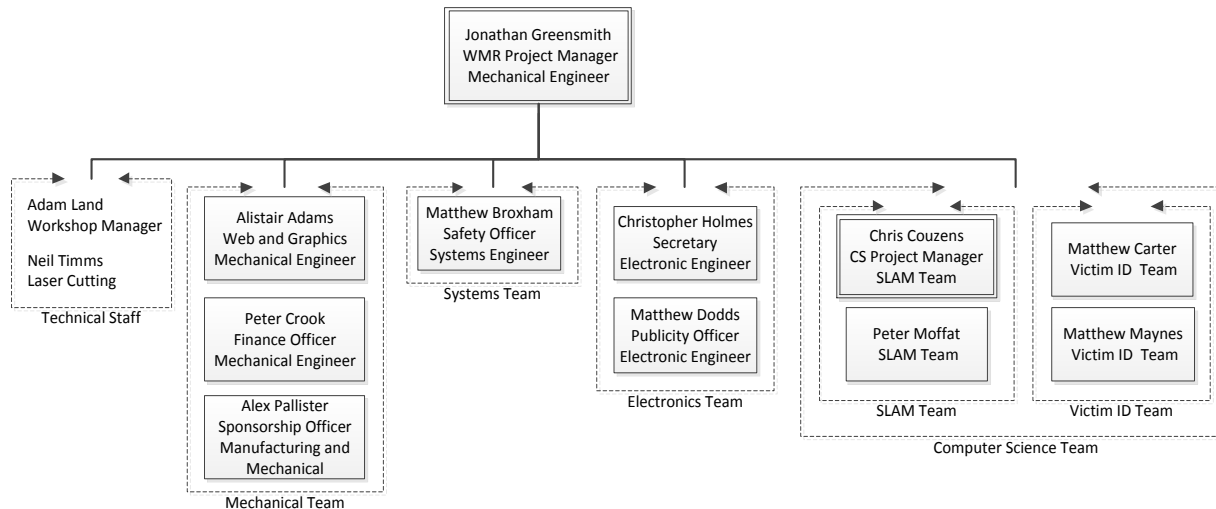 Jonathan Greensmith
WMR Project Manager
Mechanical Engineer
Adam Land
Workshop Manager
Neil Timms
Laser Cutting
Technical Staff
Alistair Adams
Web and Graphics
Mechanical Engineer
Peter Crook
Finance Officer
Mechanical Engineer
Alex Pallister
Sponsorship Officer
Manufacturing and
Mechanical
Mechanical Team
Matthew Broxham
Safety Officer
Systems Engineer
Systems Team
Christopher Holmes
Secretary
Electronic Engineer
Matthew Dodds
Publicity Officer
Electronic Engineer
Electronics Team
Chris Couzens
CS Project Manager
SLAM Team
Peter Moffat
SLAM Team
SLAM Team
Matthew Carter
Victim ID Team
Matthew Maynes
Victim ID Team
Victim ID Team
Computer Science Team